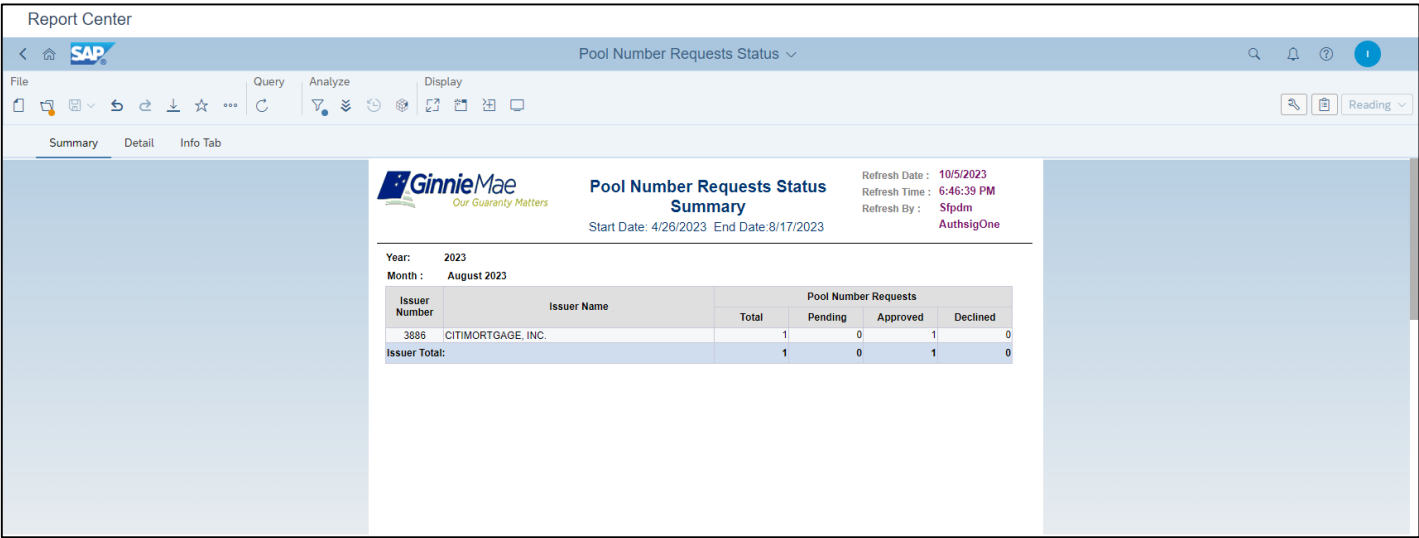 Report Center
SAP
Pool Number Requests Status
File
Query
Analyze
Display
Reading
Summary Detail Info Tab
GinnieMae
Our Guaranty Matters
Pool Number Requests Status
Summary
Start Date: 4/26/2023 End Date:8/17/2023
Refresh Date : 10/5/2023
Refresh Time : 6:46:39 PM
Refresh By : Sfpdm
AuthsigOne
Year: 2023
Month : August 2023
Issuer
Number
Issuer Name
Pool Number Requests
Total Pending Approved Declined
3886 CITIMORTGAGE, INC. 1 0 1 0
Issuer Total: 1 0 1 0